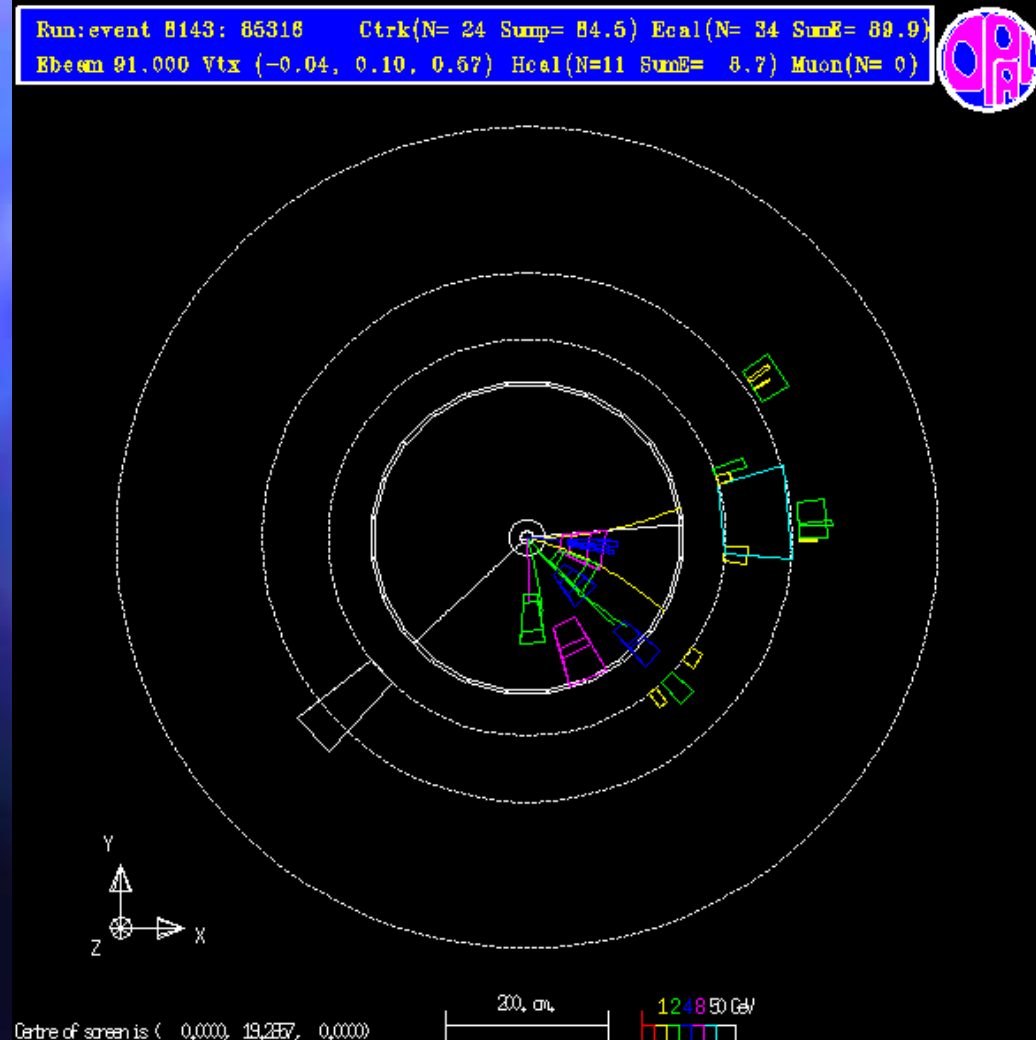 Run:event 8143: 85316 Ctrk(N= 24 Sump= 84.5) Ecal(N= 34 SumE= 89.9)
Ebeam 91.000 Vtx (-0.04, 0.10, 0.67) Hcal(N=11 SumE= 8.7) Muon(N= 0)
OPAL
Y
X
Z
200. cm.
1 2 4 8 50 GeV
Centre of screen is ( 0.0000, 19.2857, 0.0000)